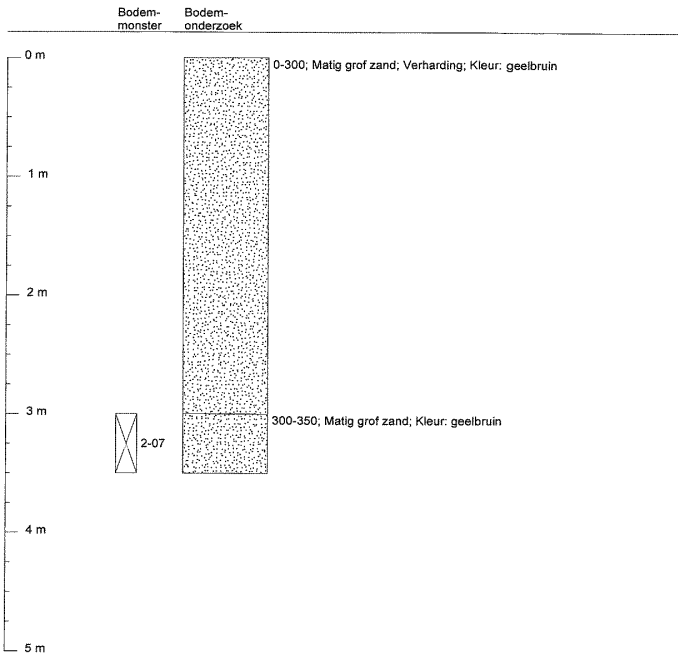 Bodem-
monster
Bodem-
onderzoek
0 m
0-300; Matig grof zand; Verharding; Kleur: geelbruin
1 m
2 m
3 m
300-350; Matig grof zand; Kleur: geelbruin
2-07
4 m
5 m